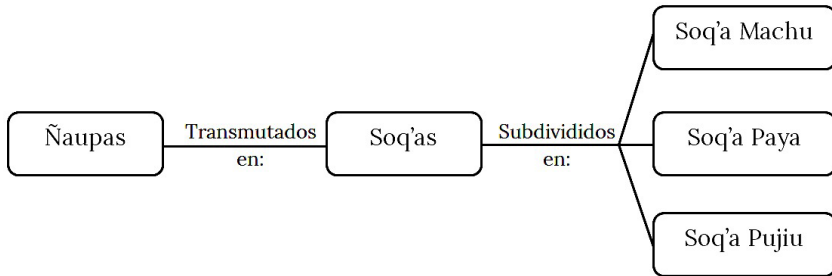 Ñaupas
Transmutados
en:
Soq'as
Subdivididos
en:
Soq'a Machu
Soq'a Paya
Soq'a Pujiu